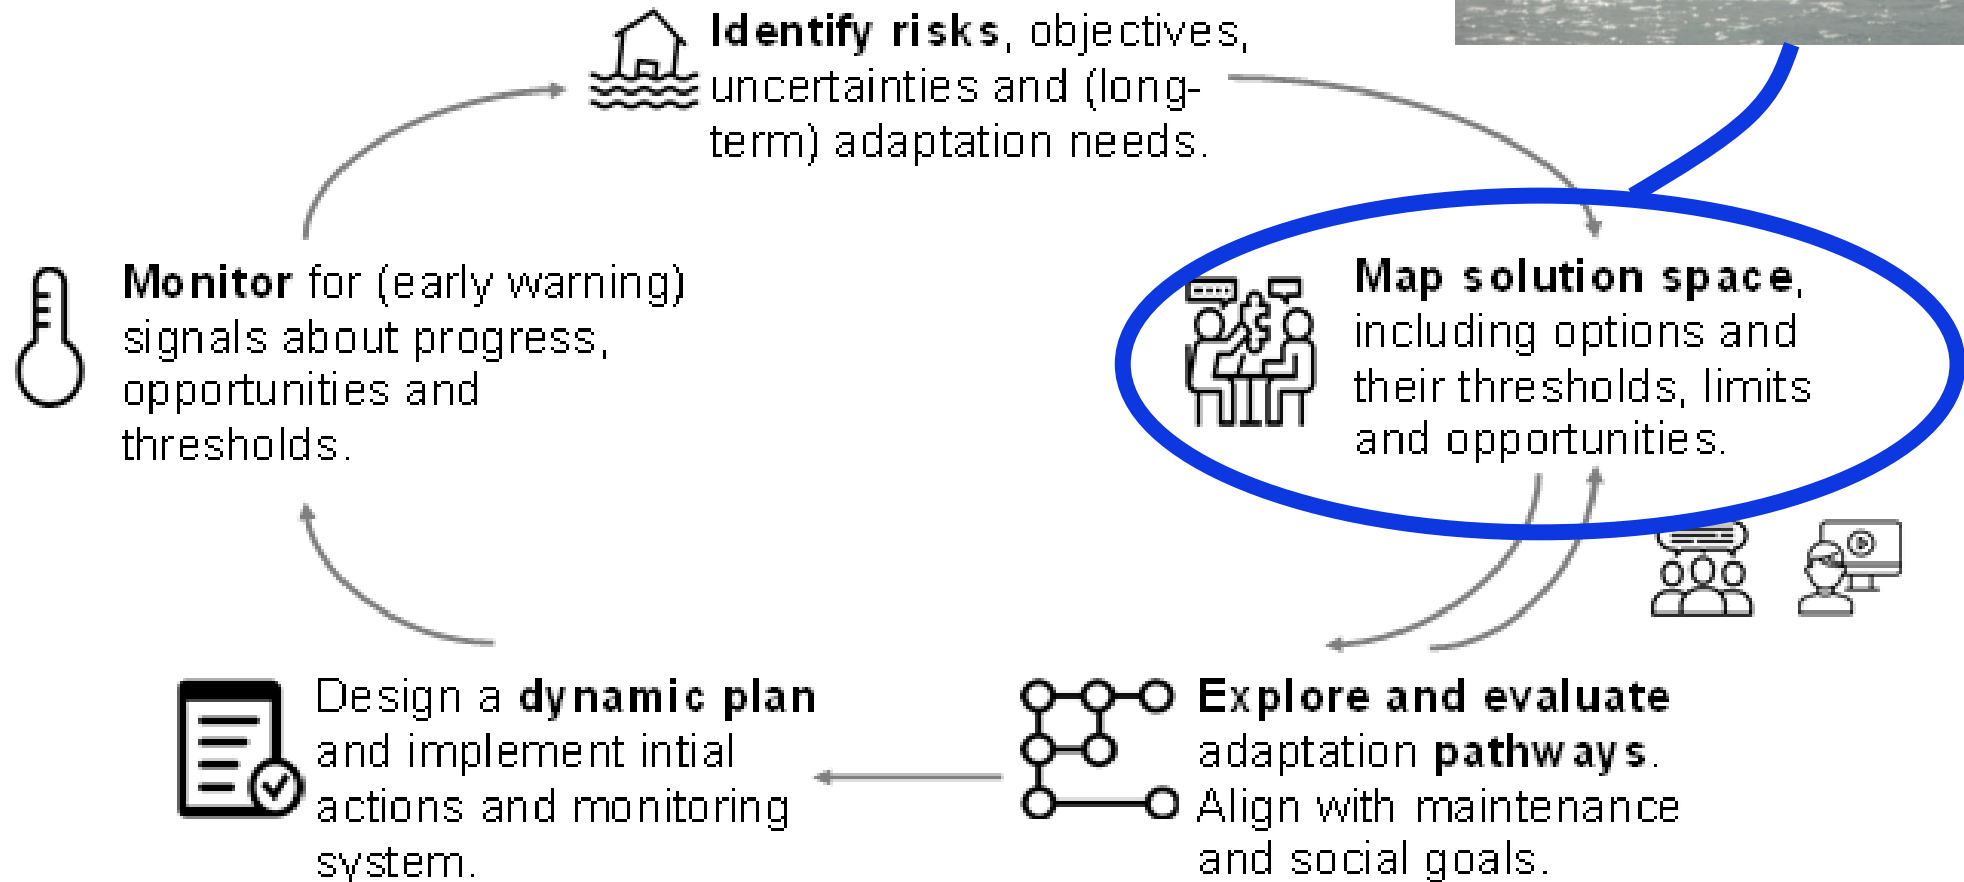 Identify risks, objectives,
uncertainties and (long-
term) adaptation needs.
Map solution space,
including options and
their thresholds, limits
and opportunities.
Explore and evaluate
adaptation pathways.
Align with maintenance
and social goals.
Design a dynamic plan
and implement intial
actions and monitoring
system.
Monitor for (early warning)
signals about progress,
opportunities and
thresholds.